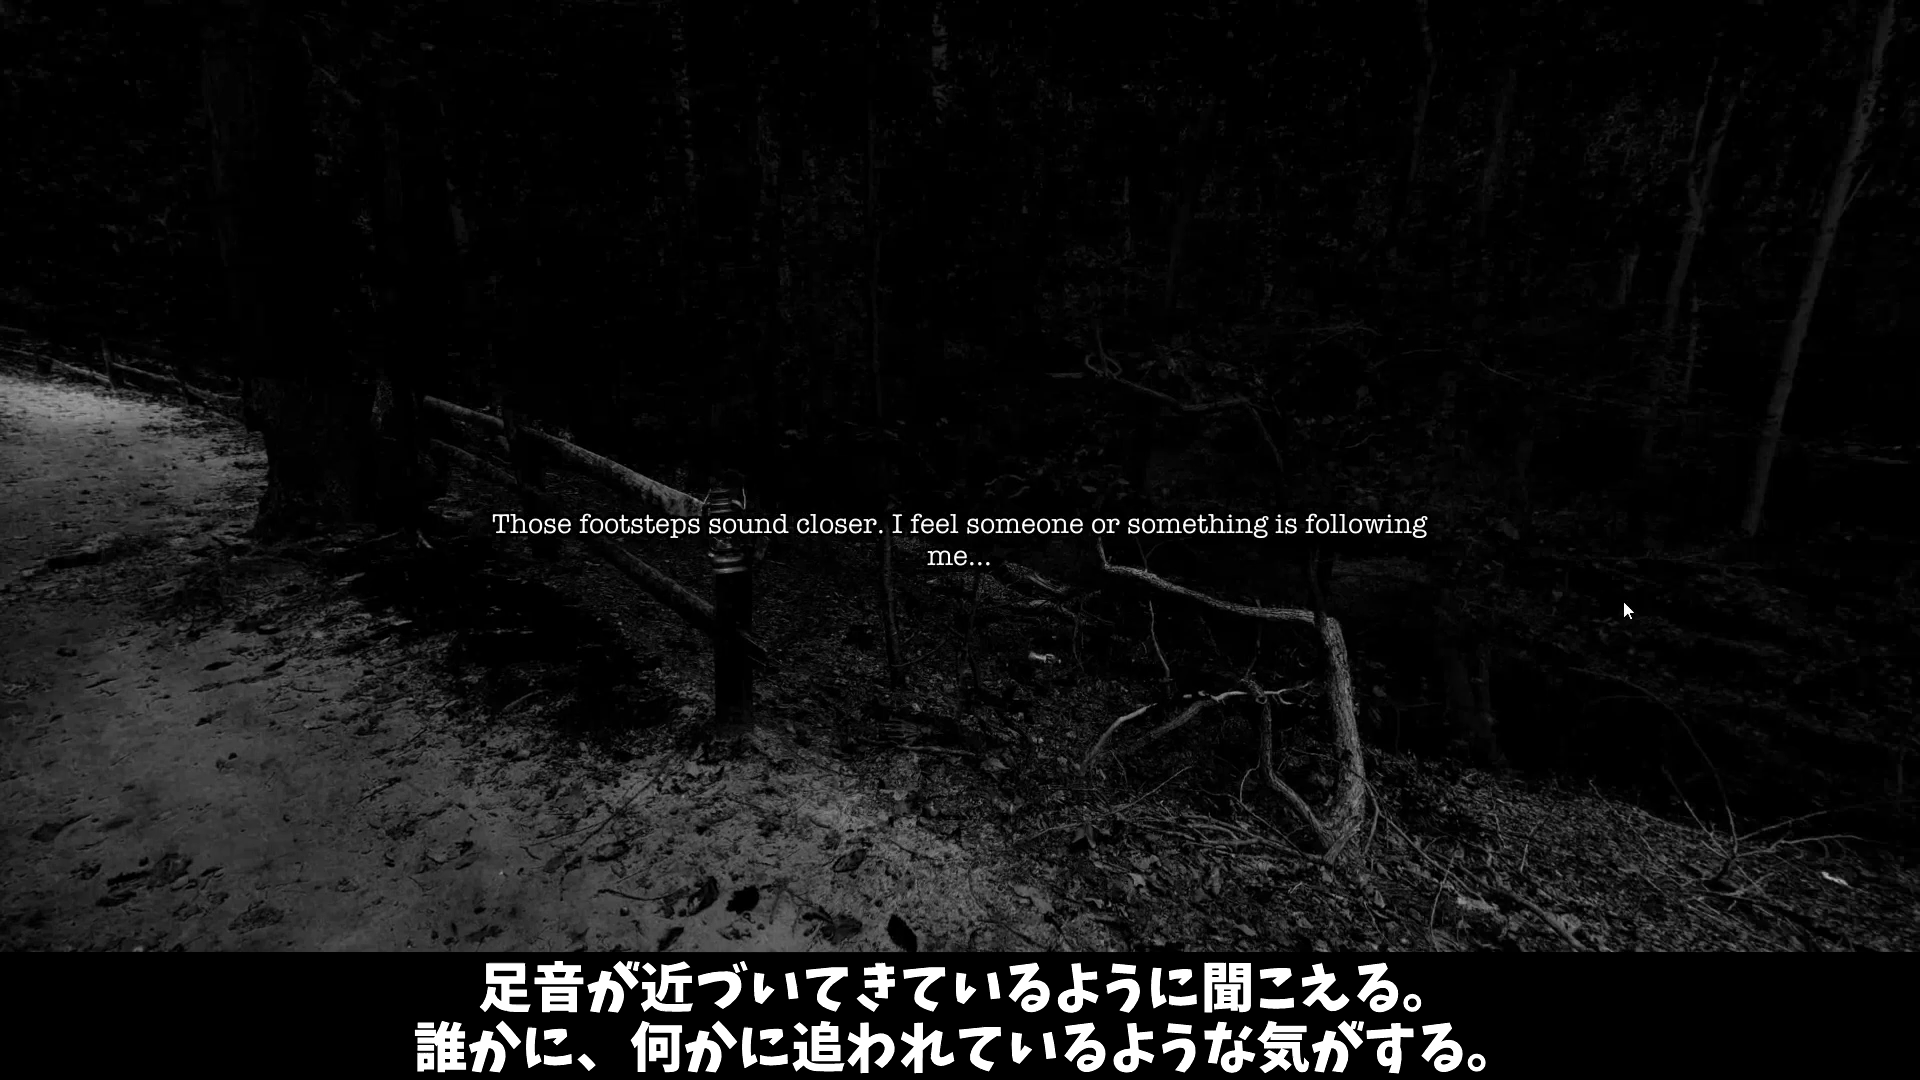 Those footsteps sound closer. I feel someone or something is following
me...
足音が近づいてきているように聞こえる。
誰かに、何かに追われているような気がする。